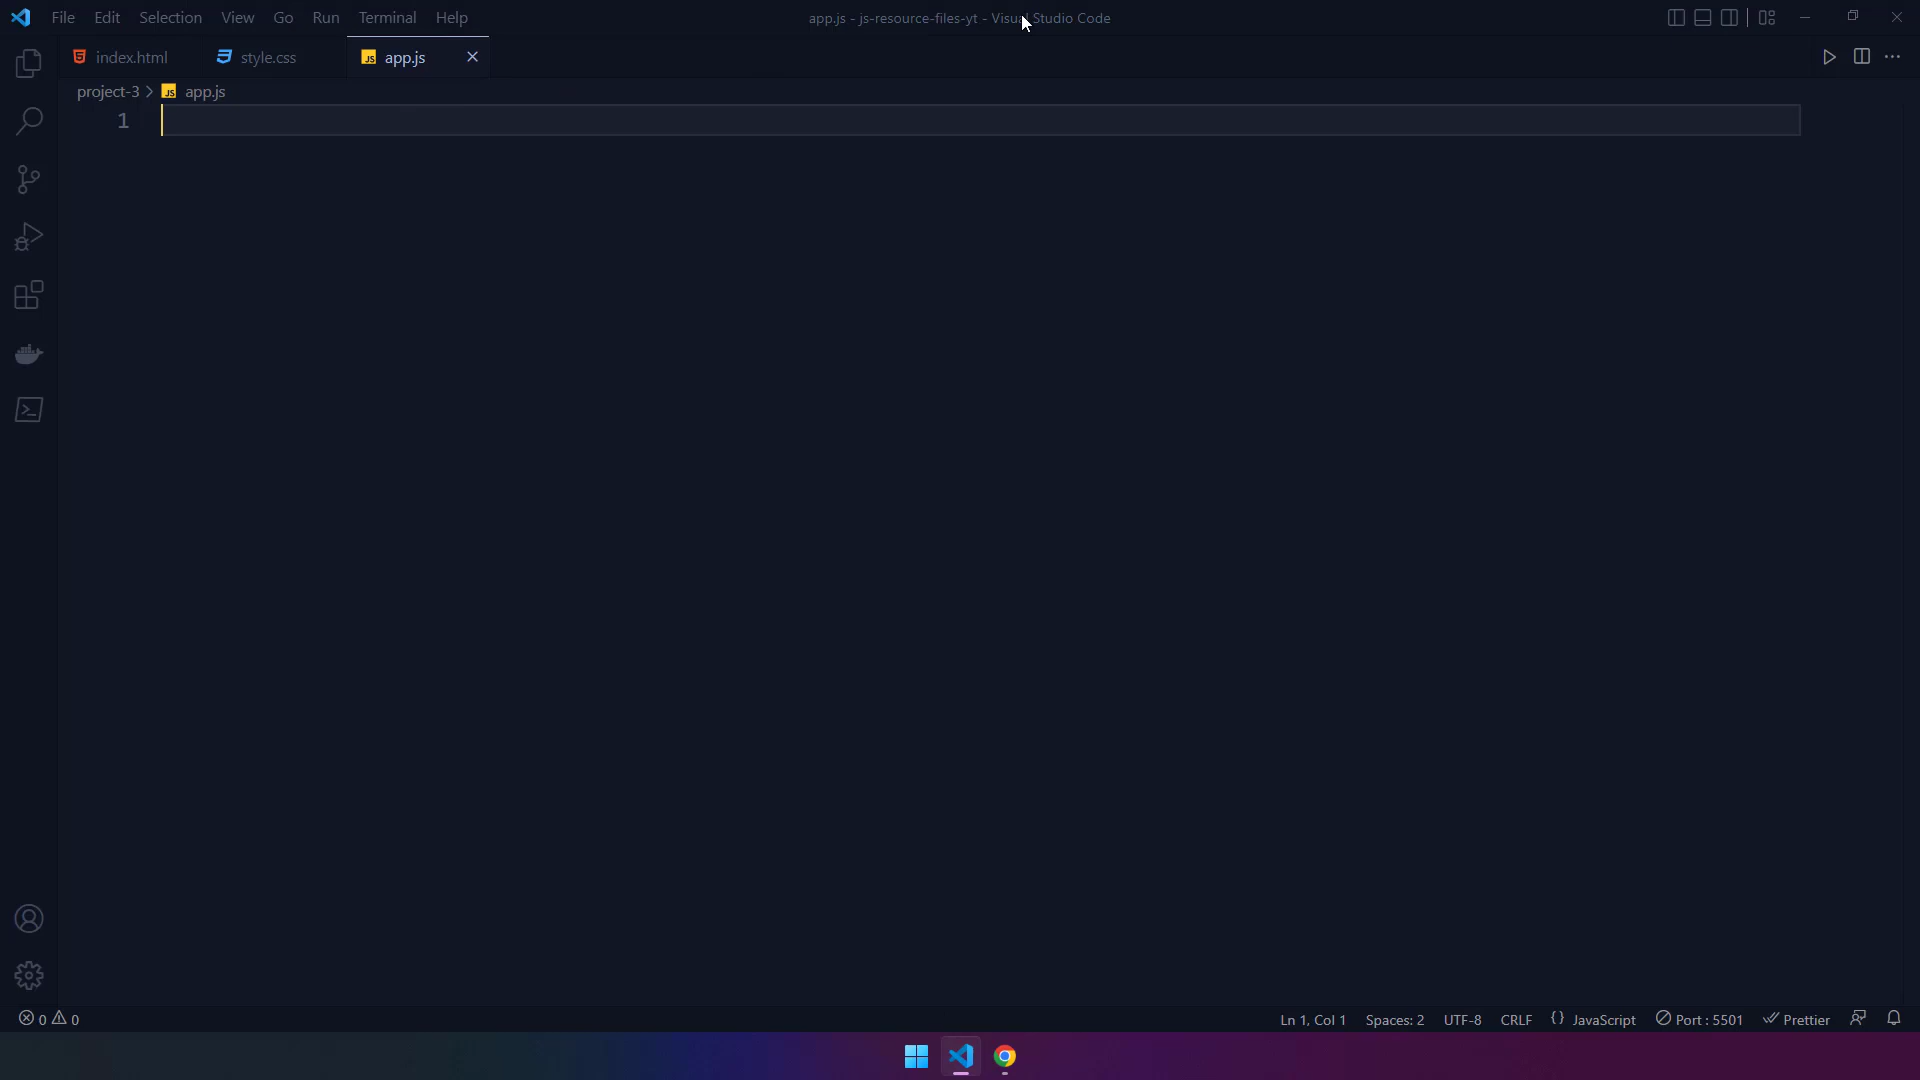 File Edit Selection View Go Run Terminal Help
app.js - js-resource-files-yt - Visual Studio Code
index.html style.css JS app.js
project-3 > JS app.js
1
0 0 Ln 1, Col 1 Spaces: 2 UTF-8 CRLF {} JavaScript Port : 5501 Prettier